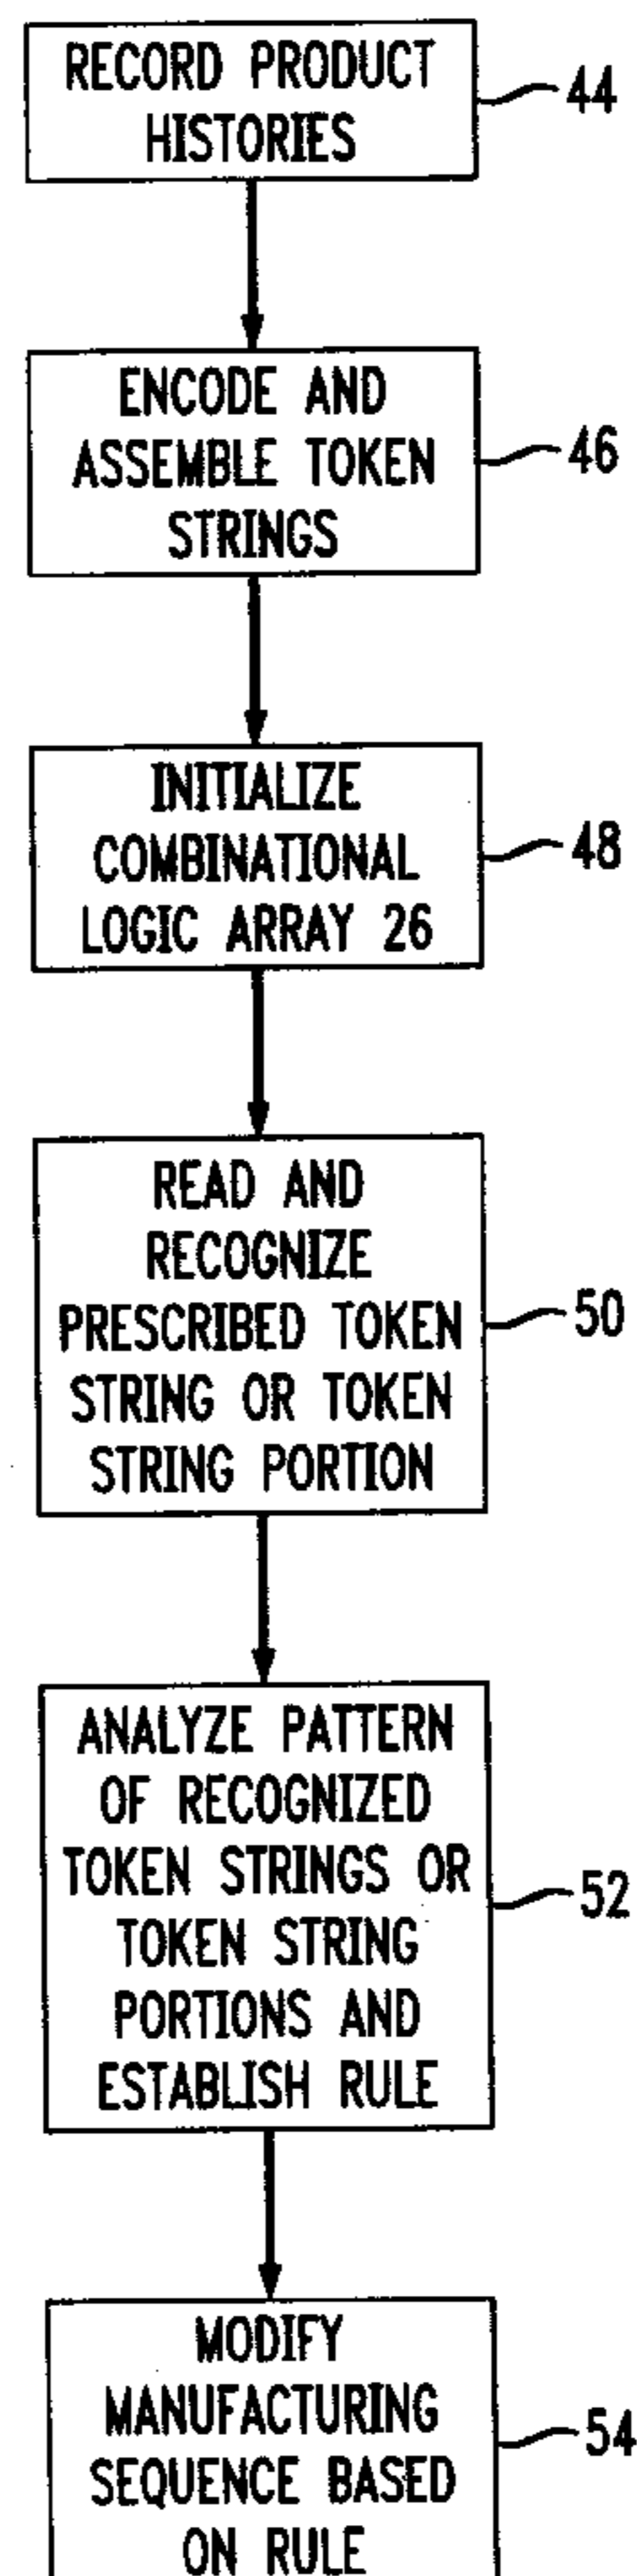 RECORD PRODUCT
HISTORIES
44
ENCODE AND
ASSEMBLE TOKEN
STRINGS
46
INITIALIZE
COMBINATIONAL
LOGIC ARRAY 26
48
READ AND
RECOGNIZE
PRESCRIBED TOKEN
STRING OR TOKEN
STRING PORTION
50
ANALYZE PATTERN
OF RECOGNIZED
TOKEN STRINGS OR
TOKEN STRING
PORTIONS AND
ESTABLISH RULE
52
MODIFY
MANUFACTURING
SEQUENCE BASED
ON RULE
54